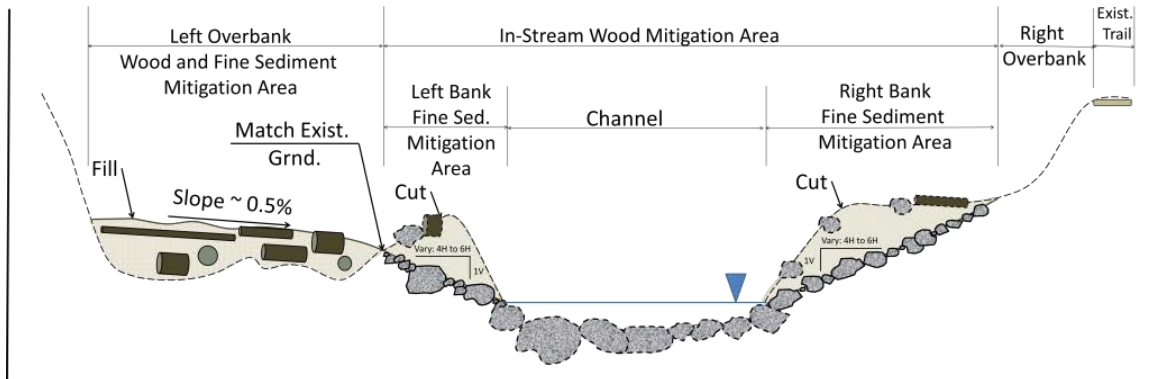 Left Overbank
Wood and Fine Sediment
Mitigation Area
In-Stream Wood Mitigation Area
Right
Overbank
Exist.
Trail
Left Bank
Fine Sed.
Mitigation
Area
Channel
Right Bank
Fine Sediment
Mitigation Area
Match Exist.
Grnd.
Fill
Slope ~ 0.5%
Cut
Vary: 4H to 6H
1V
Cut
Vary: 4H to 6H
1V